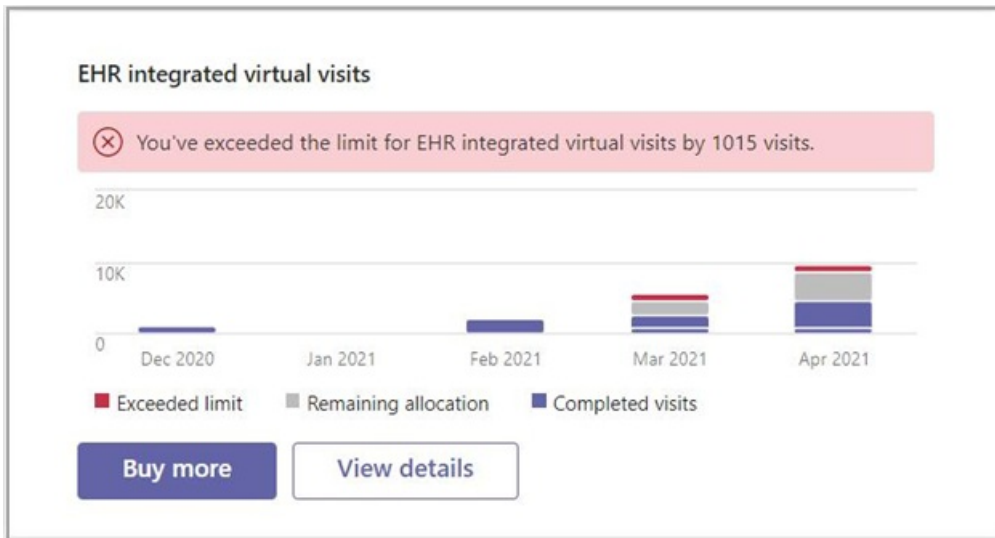 EHR integrated virtual visits
You've exceeded the limit for EHR integrated virtual visits by 1015 visits.
20K
10K
0
Dec 2020
Jan 2021
Feb 2021
Mar 2021
Apr 2021
Exceeded limit
Remaining allocation
Completed visits
Buy more
View details